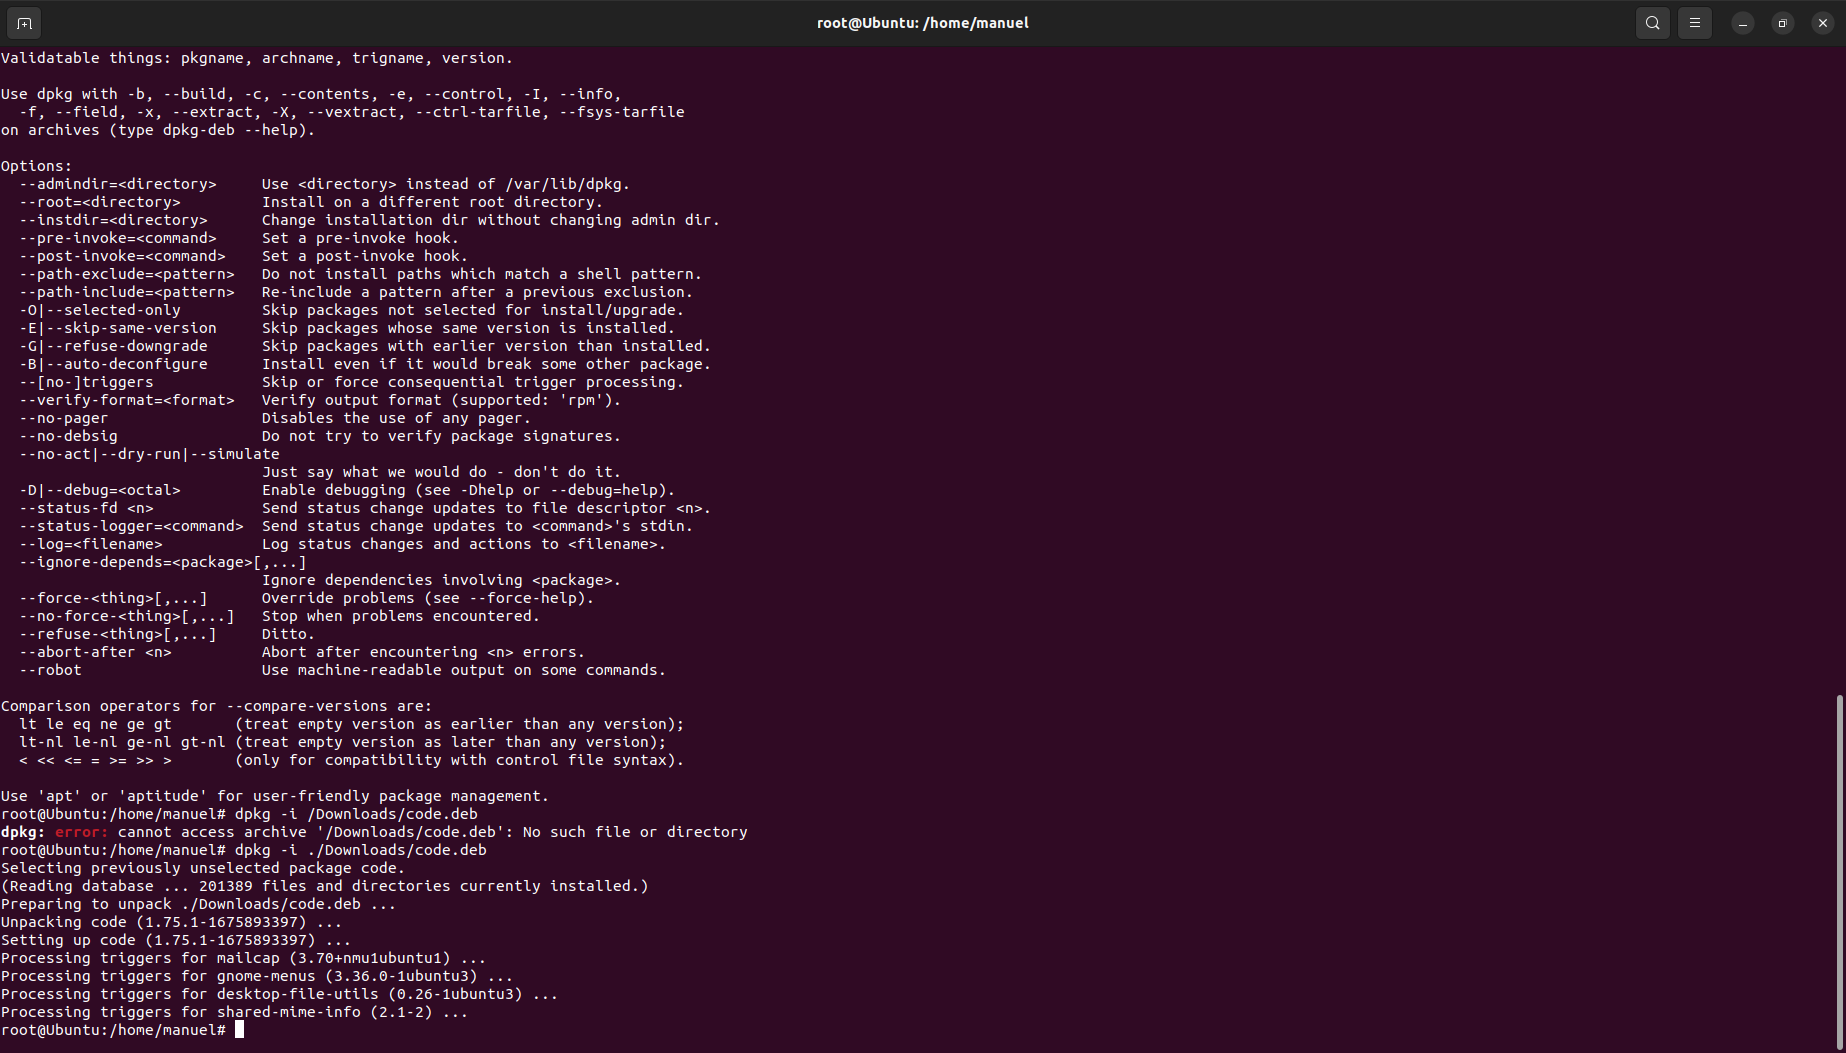 root@Ubuntu: /home/manuel
Validatable things: pkgname, archname, trigname, version.
Use dpkg with -b, --build, -c, --contents, -e, --control, -I, --info,
  -f, --field, -x, --extract, -X, --vextract, --ctrl-tarfile, --fsys-tarfile
on archives (type dpkg-deb --help).
Options:
  --admindir=<directory>     Use <directory> instead of /var/lib/dpkg.
  --root=<directory>         Install on a different root directory.
  --instdir=<directory>      Change installation dir without changing admin dir.
  --pre-invoke=<command>     Set a pre-invoke hook.
  --post-invoke=<command>    Set a post-invoke hook.
  --path-exclude=<pattern>   Do not install paths which match a shell pattern.
  --path-include=<pattern>   Re-include a pattern after a previous exclusion.
  -O|--selected-only         Skip packages not selected for install/upgrade.
  -E|--skip-same-version     Skip packages whose same version is installed.
  -G|--refuse-downgrade      Skip packages with earlier version than installed.
  -B|--auto-deconfigure      Install even if it would break some other package.
  --[no-]triggers            Skip or force consequential trigger processing.
  --verify-format=<format>   Verify output format (supported: 'rpm').
  --no-pager                 Disables the use of any pager.
  --no-debsig                Do not try to verify package signatures.
  --no-act|--dry-run|--simulate
                             Just say what we would do - don't do it.
  -D|--debug=<octal>         Enable debugging (see -Dhelp or --debug=help).
  --status-fd <n>            Send status change updates to file descriptor <n>.
  --status-logger=<command>  Send status change updates to <command>'s stdin.
  --log=<filename>           Log status changes and actions to <filename>.
  --ignore-depends=<package>[,...]
                             Ignore dependencies involving <package>.
  --force-<thing>[,...]      Override problems (see --force-help).
  --no-force-<thing>[,...]   Stop when problems encountered.
  --refuse-<thing>[,...]     Ditto.
  --abort-after <n>          Abort after encountering <n> errors.
  --robot                    Use machine-readable output on some commands.
Comparison operators for --compare-versions are:
  lt le eq ne ge gt       (treat empty version as earlier than any version);
  lt-nl le-nl ge-nl gt-nl (treat empty version as later than any version);
  < << <= = >= >> >       (only for compatibility with control file syntax).
Use 'apt' or 'aptitude' for user-friendly package management.
root@Ubuntu:/home/manuel# dpkg -i /Downloads/code.deb
dpkg: error: cannot access archive '/Downloads/code.deb': No such file or directory
root@Ubuntu:/home/manuel# dpkg -i ./Downloads/code.deb
Selecting previously unselected package code.
(Reading database ... 201389 files and directories currently installed.)
Preparing to unpack ./Downloads/code.deb ...
Unpacking code (1.75.1-1675893397) ...
Setting up code (1.75.1-1675893397) ...
Processing triggers for mailcap (3.70+nmu1ubuntu1) ...
Processing triggers for gnome-menus (3.36.0-1ubuntu3) ...
Processing triggers for desktop-file-utils (0.26-1ubuntu3) ...
Processing triggers for shared-mime-info (2.1-2) ...
root@Ubuntu:/home/manuel#